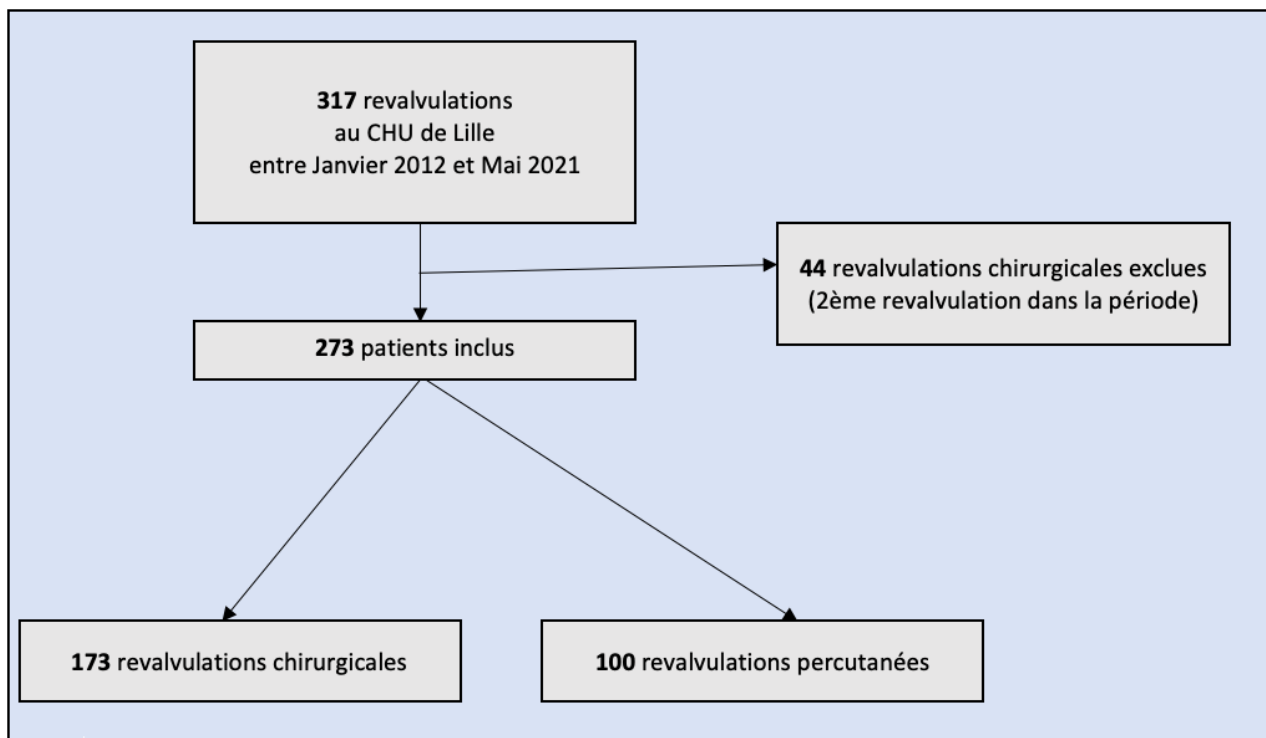 317 revalvulations
au CHU de Lille
entre Janvier 2012 et Mai 2021
44 revalvulations chirurgicales exclues
(2ème revalvulation dans la période)
273 patients inclus
173 revalvulations chirurgicales
100 revalvulations percutanées